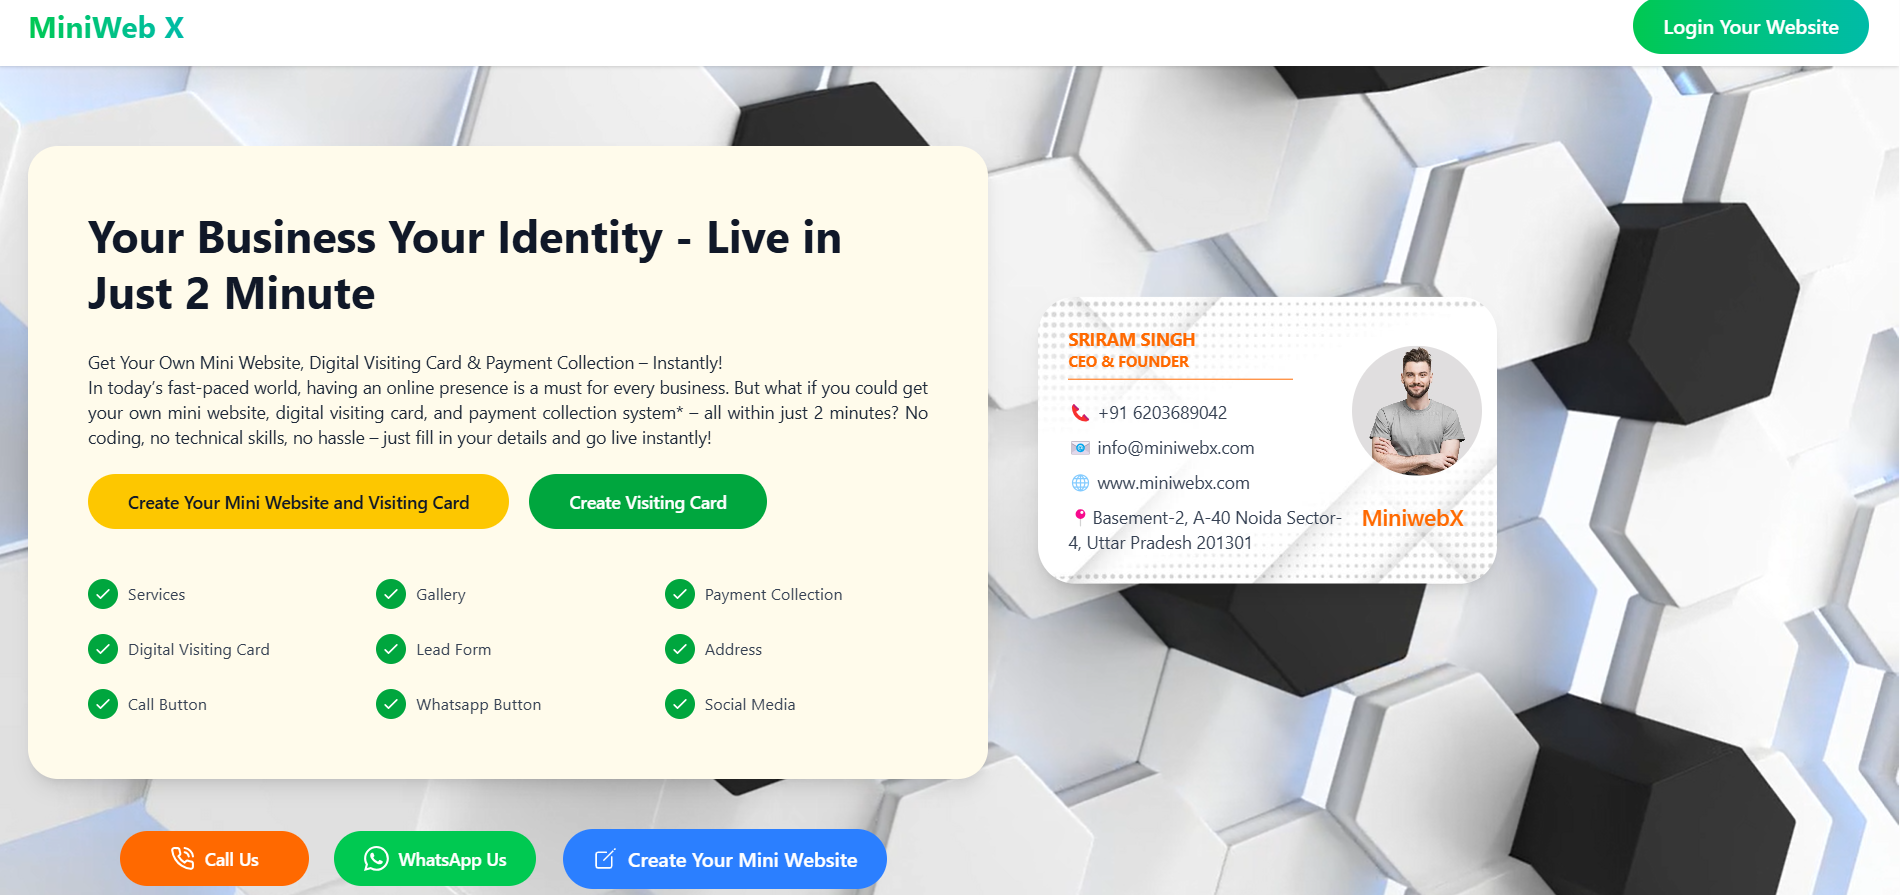 MiniWeb X
Login Your Website
Your Business Your Identity - Live in
Just 2 Minute
Get Your Own Mini Website, Digital Visiting Card & Payment Collection – Instantly!
In today’s fast-paced world, having an online presence is a must for every business. But what if you could get
your own mini website, digital visiting card, and payment collection system* – all within just 2 minutes? No
coding, no technical skills, no hassle – just fill in your details and go live instantly!
Create Your Mini Website and Visiting Card
Create Visiting Card
Services
Gallery
Payment Collection
Digital Visiting Card
Lead Form
Address
Call Button
Whatsapp Button
Social Media
SRIRAM SINGH
CEO & FOUNDER
+91 6203689042
info@miniwebx.com
www.miniwebx.com
Basement-2, A-40 Noida Sector-
4, Uttar Pradesh 201301
MiniwebX
Call Us
WhatsApp Us
Create Your Mini Website